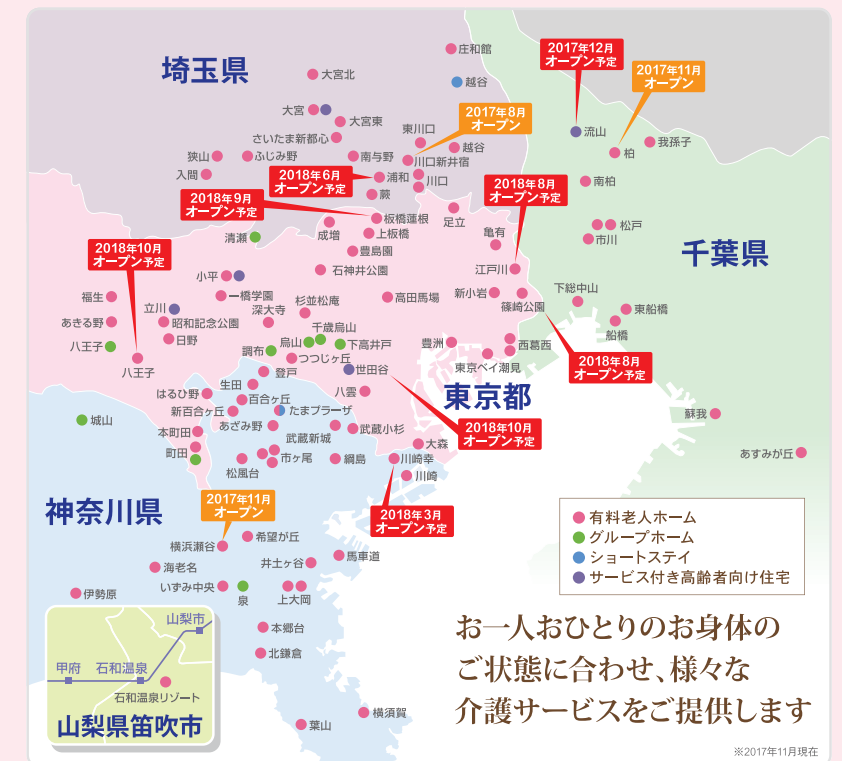 埼玉県
庄和館
2017年12月
オープン予定
2017年11月
オープン
大宮北
越谷
大宮
大宮東
2017年8月
オープン
流山
我孫子
さいたま新都心
東川口
越谷
柏
狭山
ふじみ野
南与野
川口新井宿
入間
2018年6月
オープン予定
浦和
川口
南柏
蕨
2018年9月
オープン予定
2018年8月
オープン予定
板橋蓮根
足立
松戸
清瀬
成増
上板橋
亀有
市川
千葉県
2018年10月
オープン予定
豊島園
石神井公園
江戸川
小平
下総中山
福生
一橋学園
杉並松庵
高田馬場
新小岩
篠崎公園
東船橋
立川
深大寺
あきる野
昭和記念公園
千歳烏山
船橋
日野
八王子
調布
烏山
下高井戸
豊洲
西葛西
八王子
つつじヶ丘
東京ベイ潮見
2018年8月
オープン予定
登戸
世田谷
生田
八雲
東京都
はるひ野
百合ヶ丘
新百合ヶ丘
たまプラーザ
蘇我
城山
あざみ野
武蔵小杉
2018年10月
オープン予定
本町田
武蔵新城
大森
あすみが丘
町田
市ヶ尾
綱島
川崎幸
松風台
川崎
神奈川県
2017年11月
オープン
2018年3月
オープン予定
有料老人ホーム
グループホーム
ショートステイ
サービス付き高齢者向け住宅
希望が丘
横浜瀬谷
馬車道
海老名
井土ヶ谷
伊勢原
いずみ中央
泉
上大岡
山梨市
本郷台
お一人おひとりのお身体の
ご状態に合わせ、様々な
介護サービスをご提供します
北鎌倉
甲府
石和温泉
石和温泉リゾート
山梨県笛吹市
横須賀
葉山
※2017年11月現在